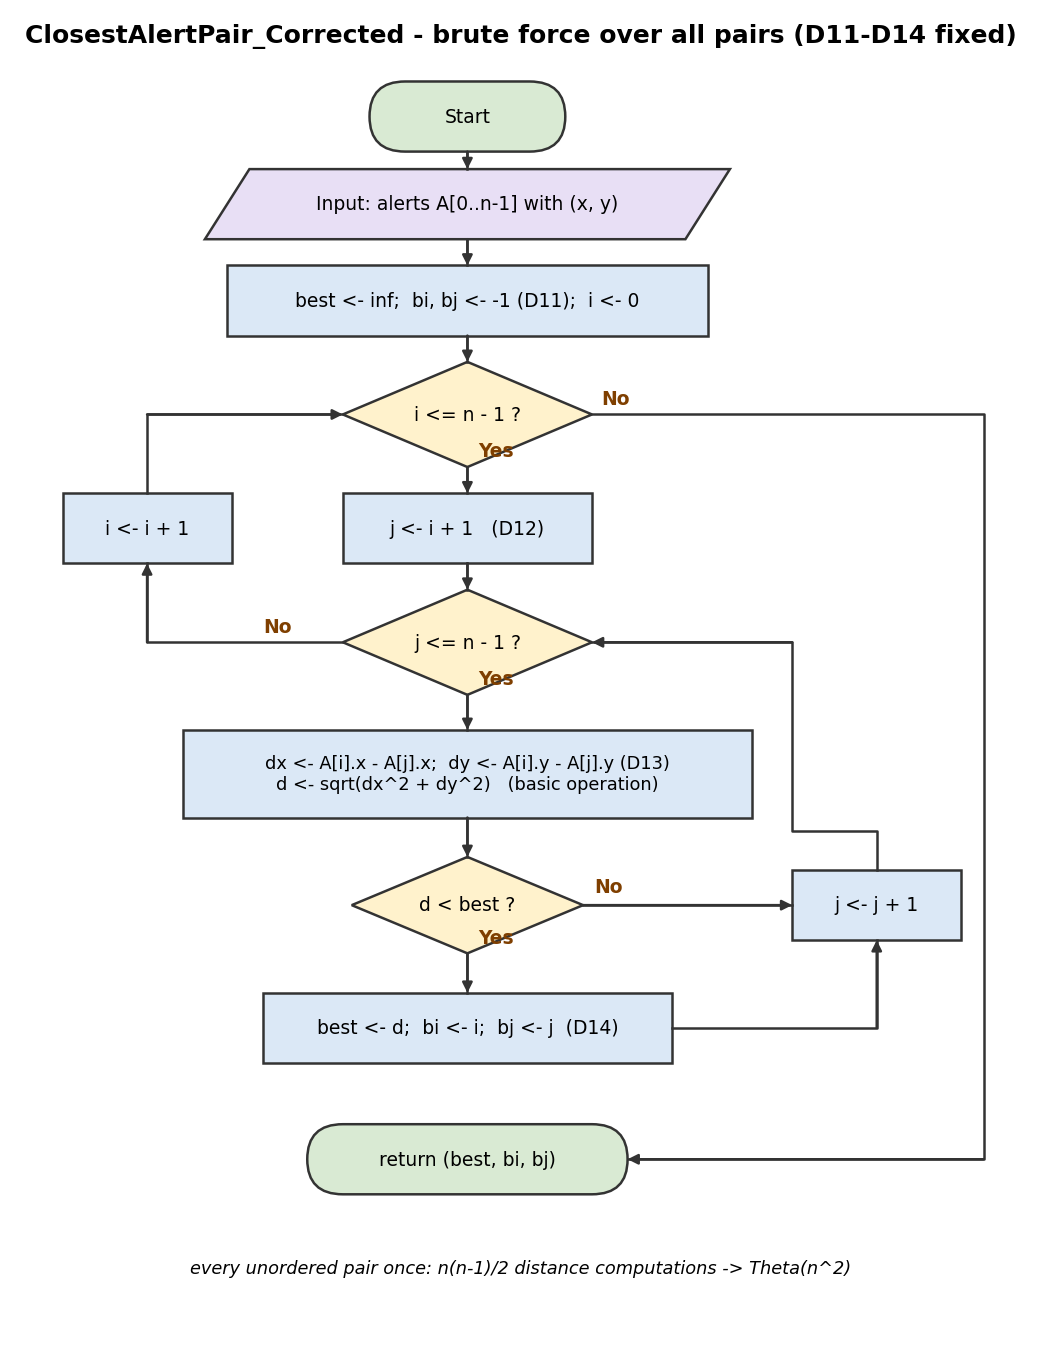 ClosestAlertPair_Corrected - brute force over all pairs (D11-D14 fixed)
Start
Input: alerts A[0..n-1] with (x, y)
best <- inf;  bi, bj <- -1 (D11);  i <- 0
i <= n - 1 ?
No
Yes
i <- i + 1
j <- i + 1   (D12)
j <= n - 1 ?
No
Yes
dx <- A[i].x - A[j].x;  dy <- A[i].y - A[j].y (D13)
d <- sqrt(dx^2 + dy^2)   (basic operation)
d < best ?
No
Yes
j <- j + 1
best <- d;  bi <- i;  bj <- j  (D14)
return (best, bi, bj)
every unordered pair once: n(n-1)/2 distance computations -> Theta(n^2)